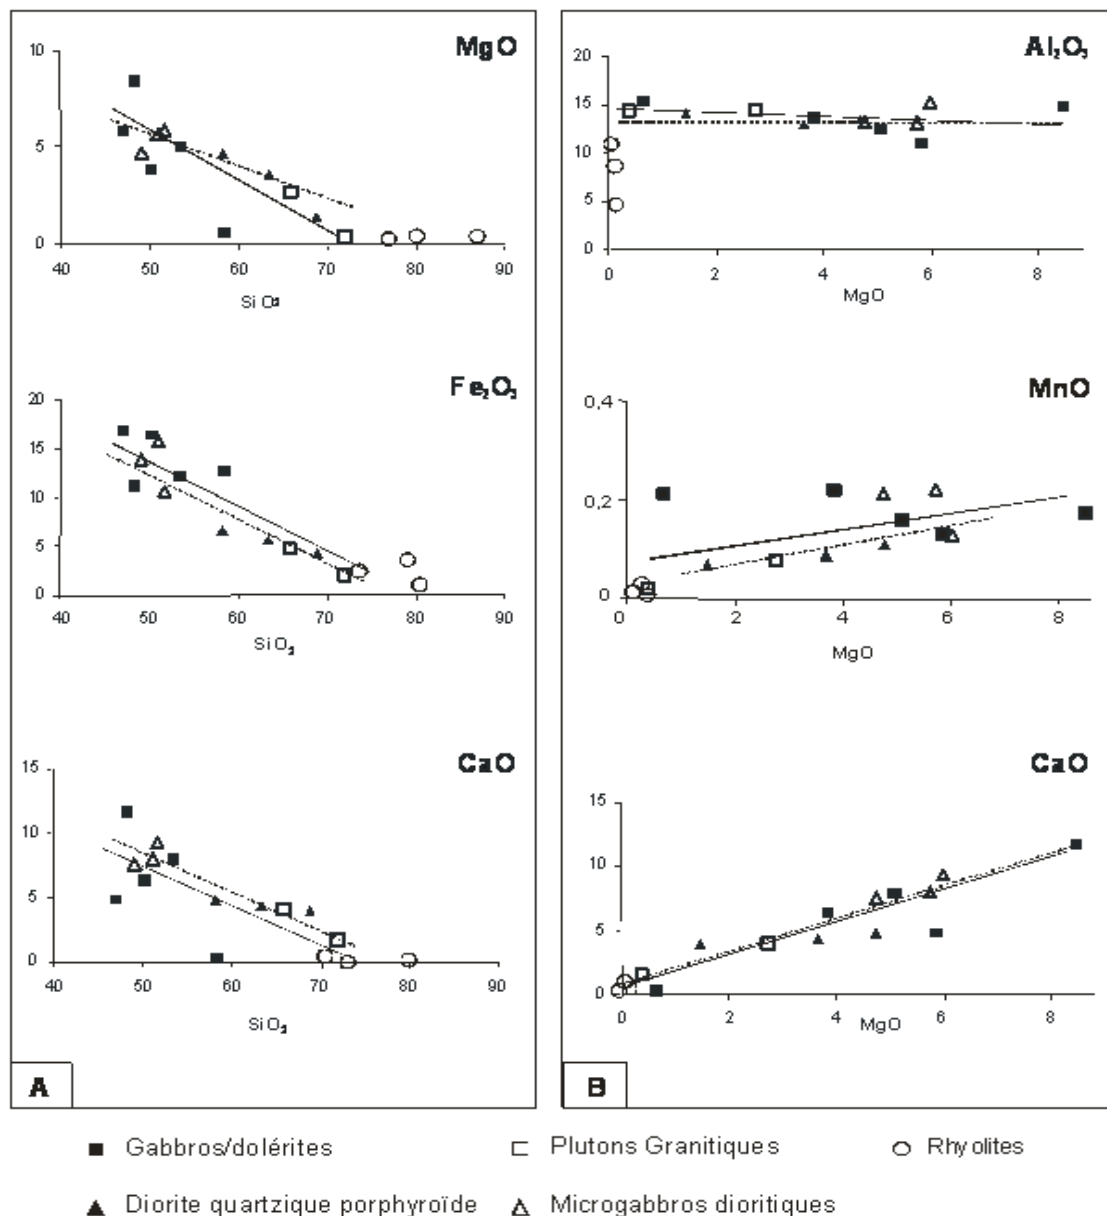 MgO
10
5
0
40 50 60 70 80 90
SiO²
Fe₂O₃
20
15
10
5
0
40 50 60 70 80 90
SiO₂
CaO
15
10
5
0
40 50 60 70 80 90
SiO₂
A
Al₂O₃
20
15
10
5
0
0 2 4 6 8
MgO
MnO
0,4
0,2
0
0 2 4 6 8
MgO
CaO
15
10
5
0
0 2 4 6 8
MgO
B
Gabbros/dolérites Plutons Granitiques Rhyolites
Diorite quartzique porphyroïde Microgabbros dioritiques